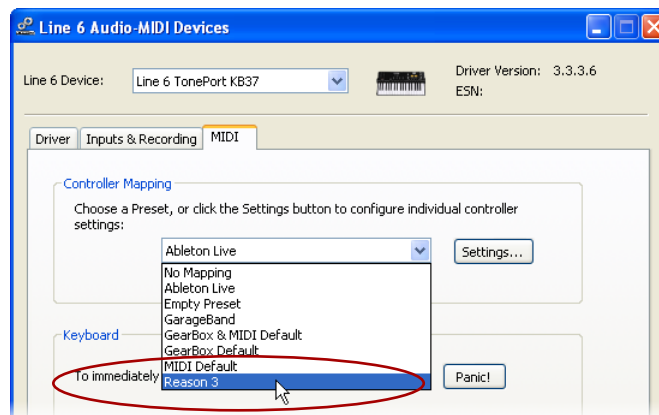 Line 6 Audio-MIDI Devices
Line 6 Device: Line 6 TonePort KB37
Driver Version: 3.3.3.6
ESN:
Driver Inputs & Recording MIDI
Controller Mapping
Choose a Preset, or click the Settings button to configure individual controller
settings:
Ableton Live Settings...
No Mapping
Ableton Live
Empty Preset
GarageBand
GearBox & MIDI Default
GearBox Default
MIDI Default
Reason 3
Keyboard
To immediately
Panic!